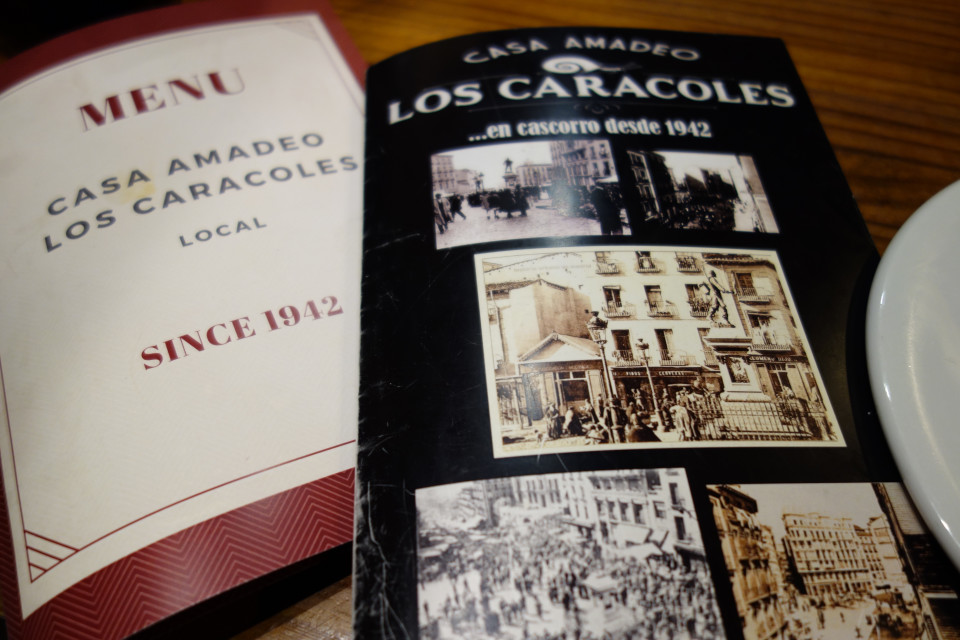 MENU
CASA AMADEO
LOS CARACOLES
LOCAL
SINCE 1942
CASA AMADEO
LOS CARACOLES
...en cascorro desde 1942